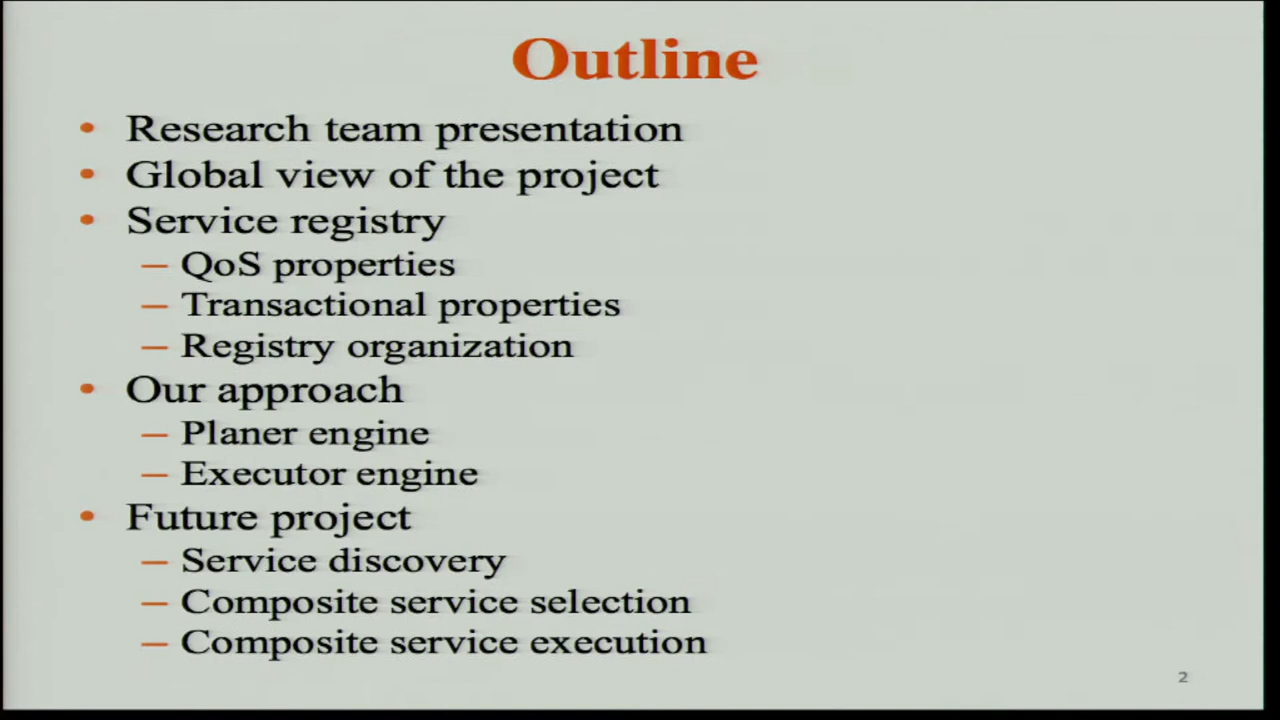 Outline
• Research team presentation
• Global view of the project
• Service registry
– QoS properties
– Transactional properties
– Registry organization
• Our approach
– Planer engine
– Executor engine
• Future project
– Service discovery
– Composite service selection
– Composite service execution
2